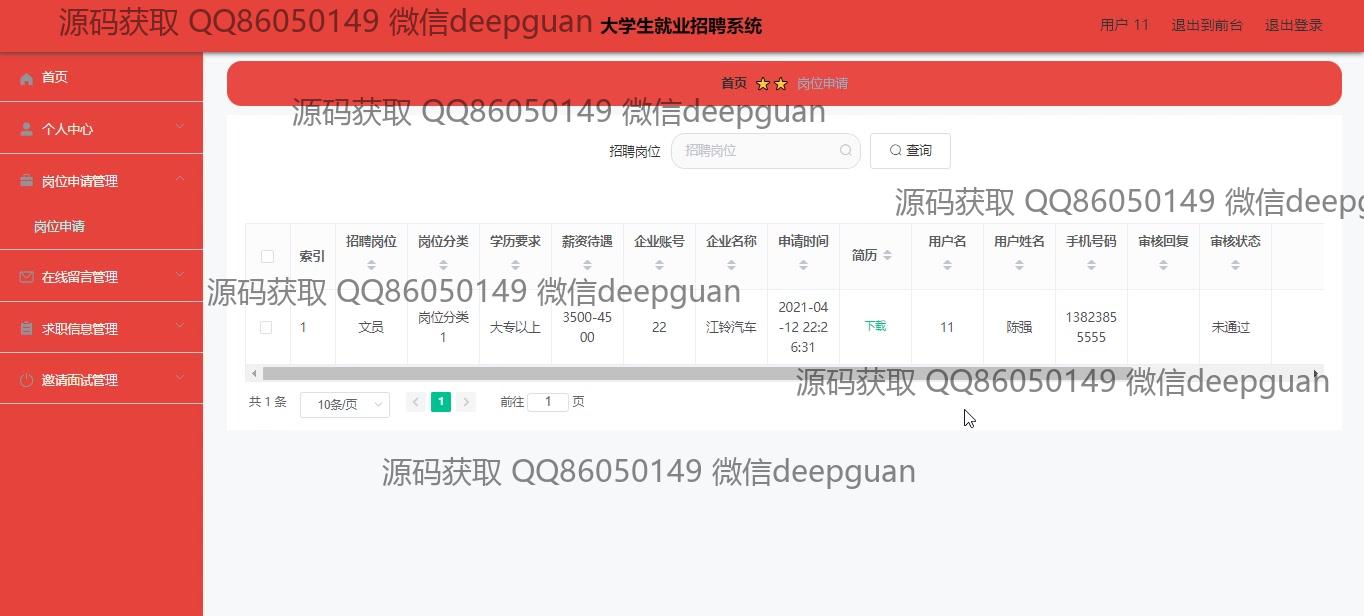 源码获取 QQ86050149 微信deepguan
大学生就业招聘系统
用户 11 退出到前台 退出登录
首页
个人中心
岗位申请管理
岗位申请
在线留言管理
求职信息管理
邀请面试管理
首页 岗位申请
源码获取 QQ86050149 微信deepguan
招聘岗位 招聘岗位 查询
源码获取 QQ86050149 微信deepg
索引 招聘岗位 岗位分类 学历要求 薪资待遇 企业账号 企业名称 申请时间 简历 用户名 用户姓名 手机号码 审核回复 审核状态
源码获取 QQ86050149 微信deepguan
1 文员 岗位分类1 大专以上 3500-4500 22 江铃汽车 2021-04-12 22:26:31 下载 11 陈强 13823855555 未通过
源码获取 QQ86050149 微信deepguan
共 1 条 10条/页 1 前往 1 页
源码获取 QQ86050149 微信deepguan